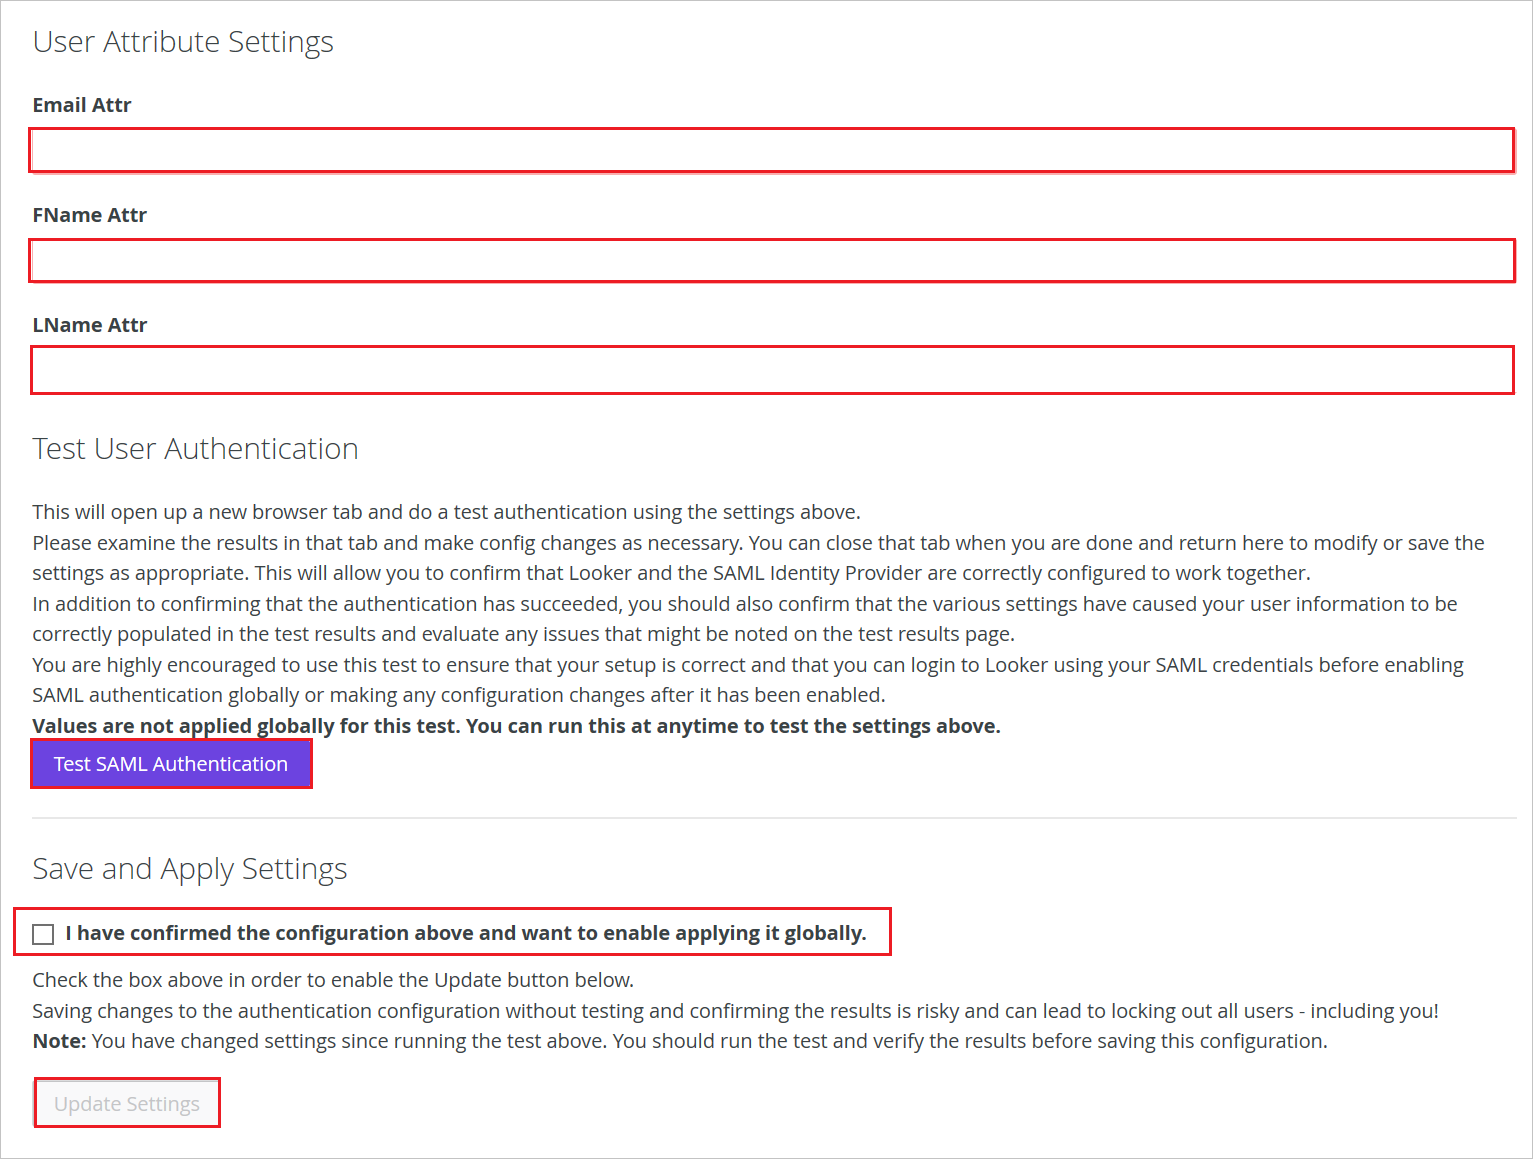 User Attribute Settings
Email Attr
FName Attr
LName Attr
Test User Authentication
This will open up a new browser tab and do a test authentication using the settings above.
Please examine the results in that tab and make config changes as necessary. You can close that tab when you are done and return here to modify or save the
settings as appropriate. This will allow you to confirm that Looker and the SAML Identity Provider are correctly configured to work together.
In addition to confirming that the authentication has succeeded, you should also confirm that the various settings have caused your user information to be
correctly populated in the test results and evaluate any issues that might be noted on the test results page.
You are highly encouraged to use this test to ensure that your setup is correct and that you can login to Looker using your SAML credentials before enabling
SAML authentication globally or making any configuration changes after it has been enabled.
Values are not applied globally for this test. You can run this at anytime to test the settings above.
Test SAML Authentication
Save and Apply Settings
I have confirmed the configuration above and want to enable applying it globally.
Check the box above in order to enable the Update button below.
Saving changes to the authentication configuration without testing and confirming the results is risky and can lead to locking out all users - including you!
Note: You have changed settings since running the test above. You should run the test and verify the results before saving this configuration.
Update Settings